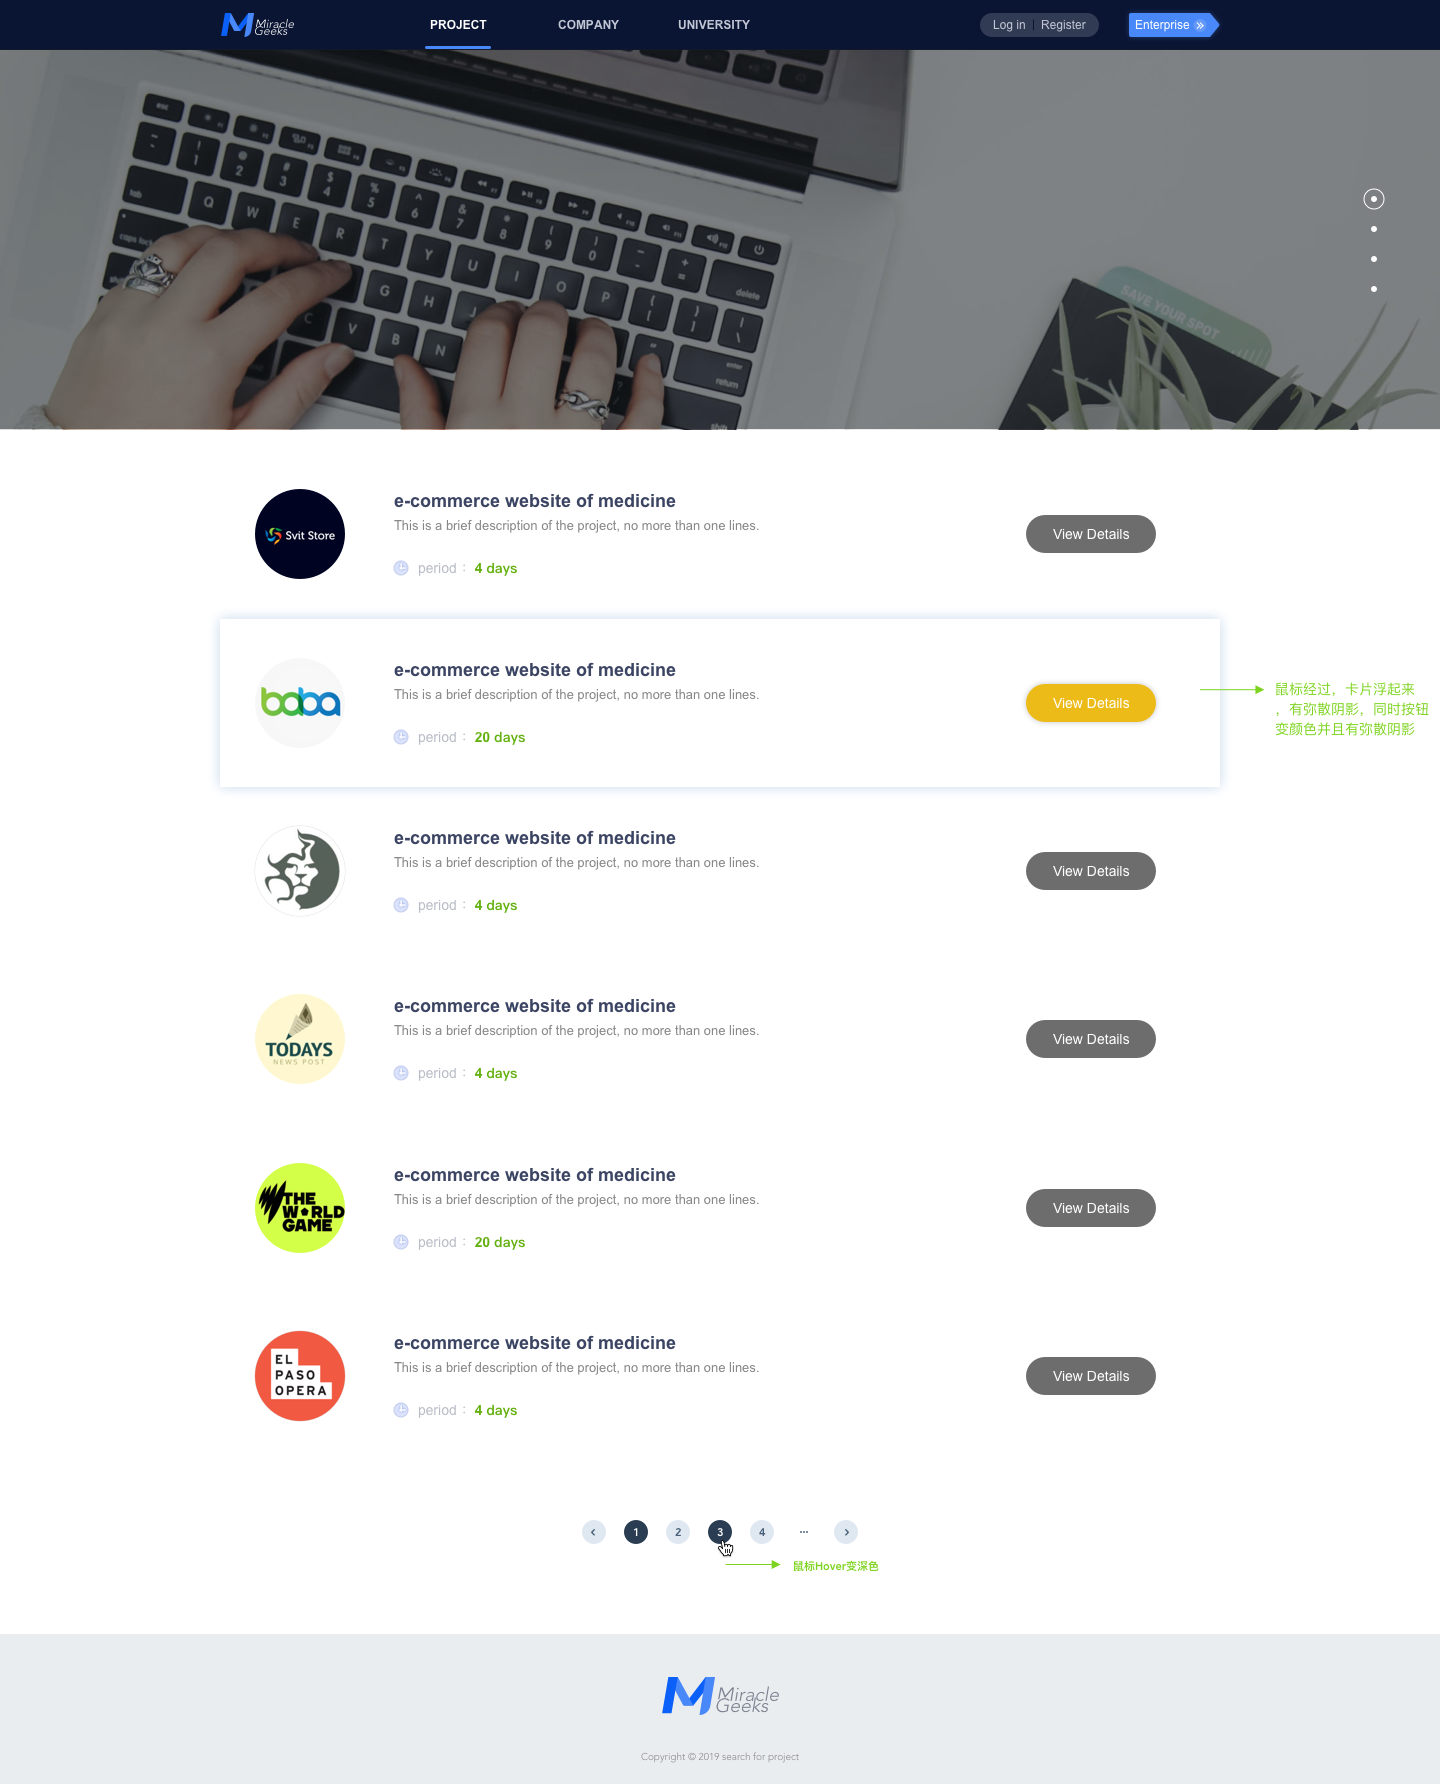 Miracle
Geeks
PROJECT
COMPANY
UNIVERSITY
Log in
Register
Enterprise
SAVE YOUR SPOT
Svit Store
e-commerce website of medicine
This is a brief description of the project, no more than one lines.
period : 4 days
View Details
baba
e-commerce website of medicine
This is a brief description of the project, no more than one lines.
period : 20 days
View Details
鼠标经过，卡片浮起来
，有弥散阴影，同时按钮
变颜色并且有弥散阴影
e-commerce website of medicine
This is a brief description of the project, no more than one lines.
period : 4 days
View Details
TODAYS
NEWS POST
e-commerce website of medicine
This is a brief description of the project, no more than one lines.
period : 4 days
View Details
THE
WORLD
GAME
e-commerce website of medicine
This is a brief description of the project, no more than one lines.
period : 20 days
View Details
EL
PASO
OPERA
e-commerce website of medicine
This is a brief description of the project, no more than one lines.
period : 4 days
View Details
‹ 1 2 3 4 ··· ›
鼠标Hover变深色
Miracle
Geeks
Copyright © 2019 search for project